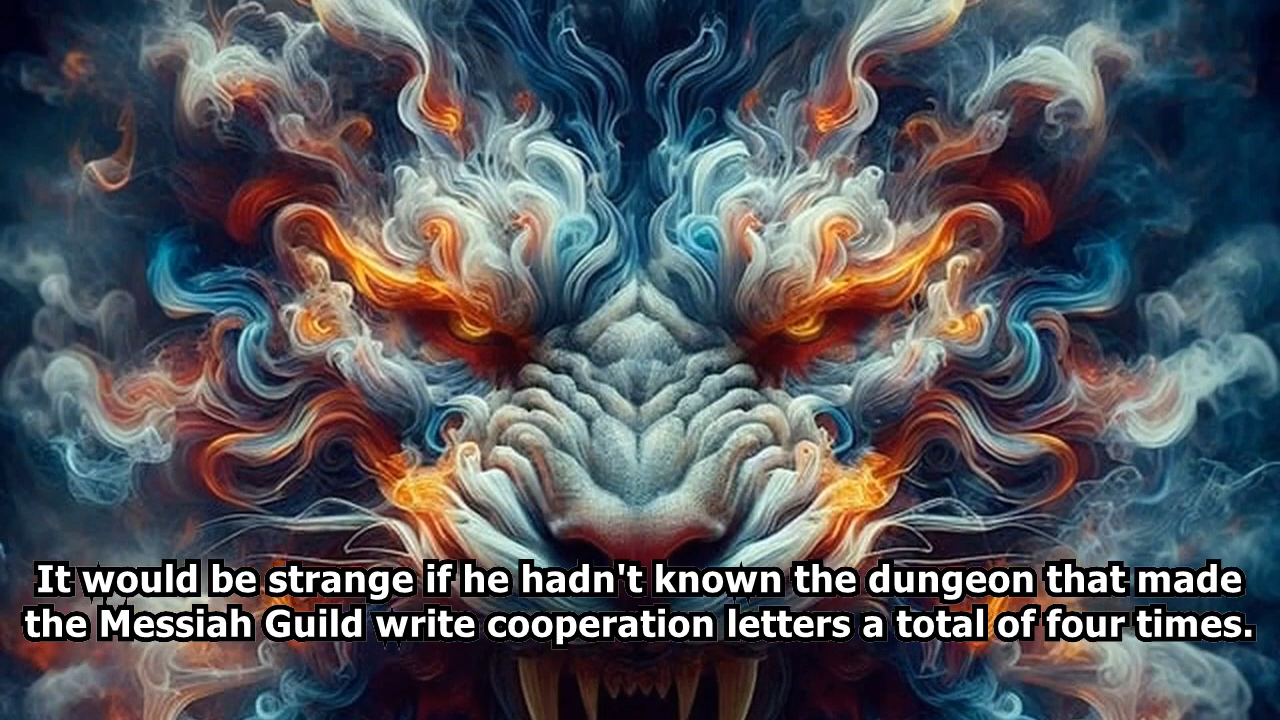 It would be strange if he hadn't known the dungeon that made
the Messiah Guild write cooperation letters a total of four times.